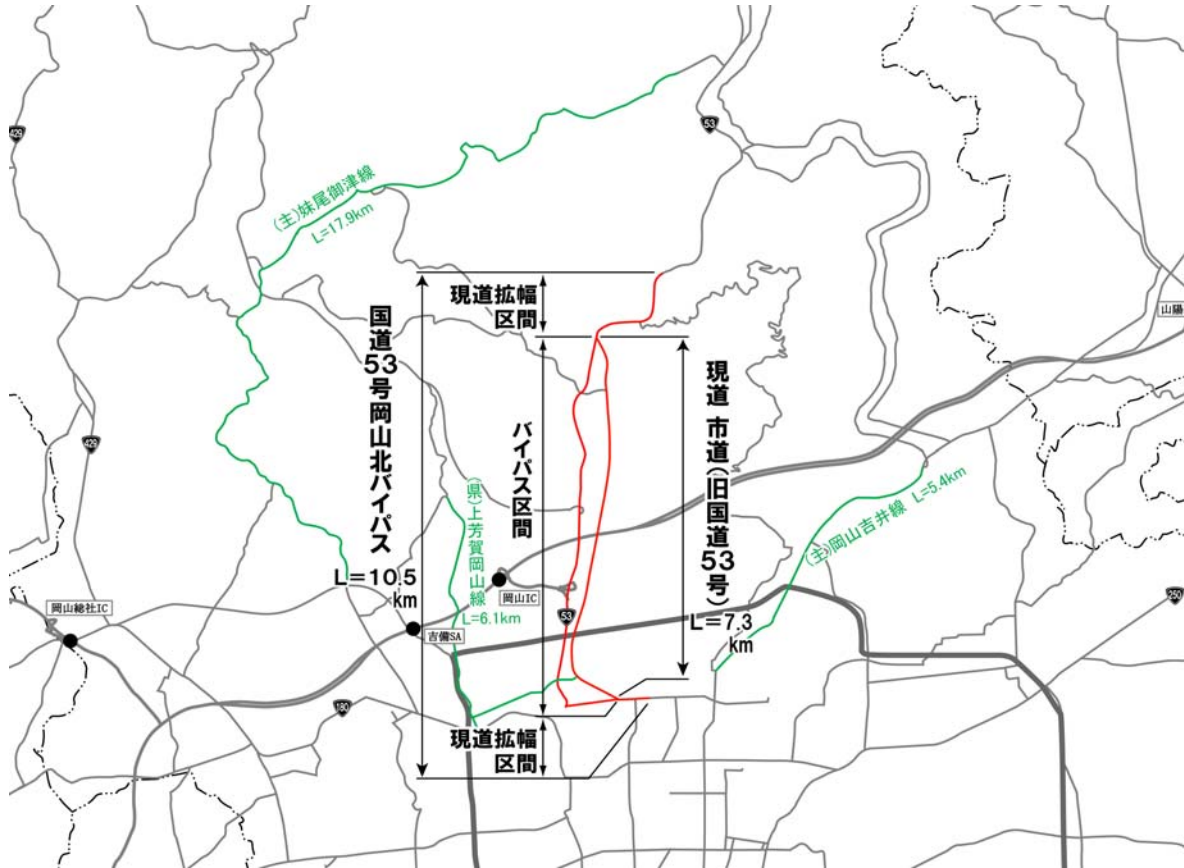 429
53
(主)妹尾御津線
L=17.9km
現道拡幅
区間
国道53号岡山北バイパス
L=10.5
km
バイパス区間
現道 市道(旧国道53号)
L=7.3
km
山陽
(県)上芳賀岡山線
L=6.1km
(主)岡山吉井線 L=5.4km
429
岡山IC
岡山総社IC
吉備SA
53
250
180
現道拡幅
区間